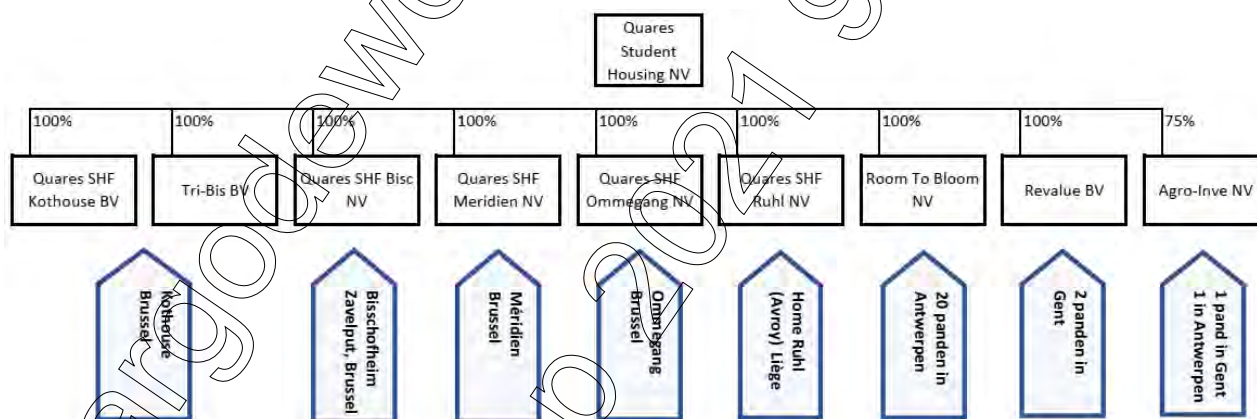 Quares
Student
Housing NV
100%
100%
100%
100%
100%
100%
100%
100%
75%
Quares SHF
Kothouse BV
Tri-Bis BV
Quares SHF Bisc
NV
Quares SHF
Meridien NV
Quares SHF
Ommegang NV
Quares SHF
Ruhl NV
Room To Bloom
NV
Revalue BV
Agro-Inve NV
Kothouse
Brussel
Bisschofheim
Zavelput, Brussel
Méridien
Brussel
Ommegang
Brussel
Home Ruhl
(Avroy) Liège
20 panden in
Antwerpen
2 panden in
Gent
1 pand in Gent
1 in Antwerpen